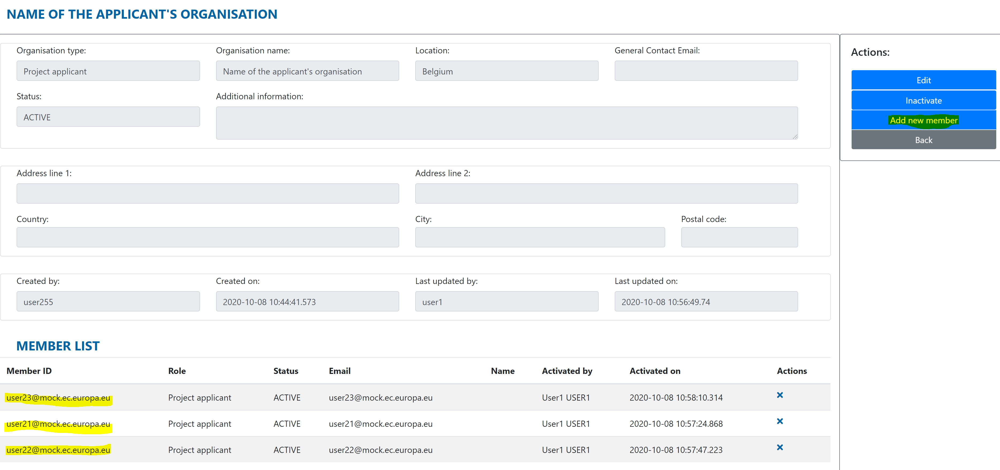 NAME OF THE APPLICANT'S ORGANISATION
Organisation type: Organisation name: Location: General Contact Email:
Project applicant Name of the applicant's organisation Belgium
Status: Additional information:
ACTIVE
Actions:
Edit
Inactivate
Add new member
Back
Address line 1: Address line 2:
Country: City: Postal code:
Created by: Created on: Last updated by: Last updated on:
user255 2020-10-08 10:44:41.573 user1 2020-10-08 10:56:49.74
MEMBER LIST
Member ID Role Status Email Name Activated by Activated on Actions
user23@mock.ec.europa.eu Project applicant ACTIVE user23@mock.ec.europa.eu User1 USER1 2020-10-08 10:58:10.314
user21@mock.ec.europa.eu Project applicant ACTIVE user21@mock.ec.europa.eu User1 USER1 2020-10-08 10:57:24.868
user22@mock.ec.europa.eu Project applicant ACTIVE user22@mock.ec.europa.eu User1 USER1 2020-10-08 10:57:47.223